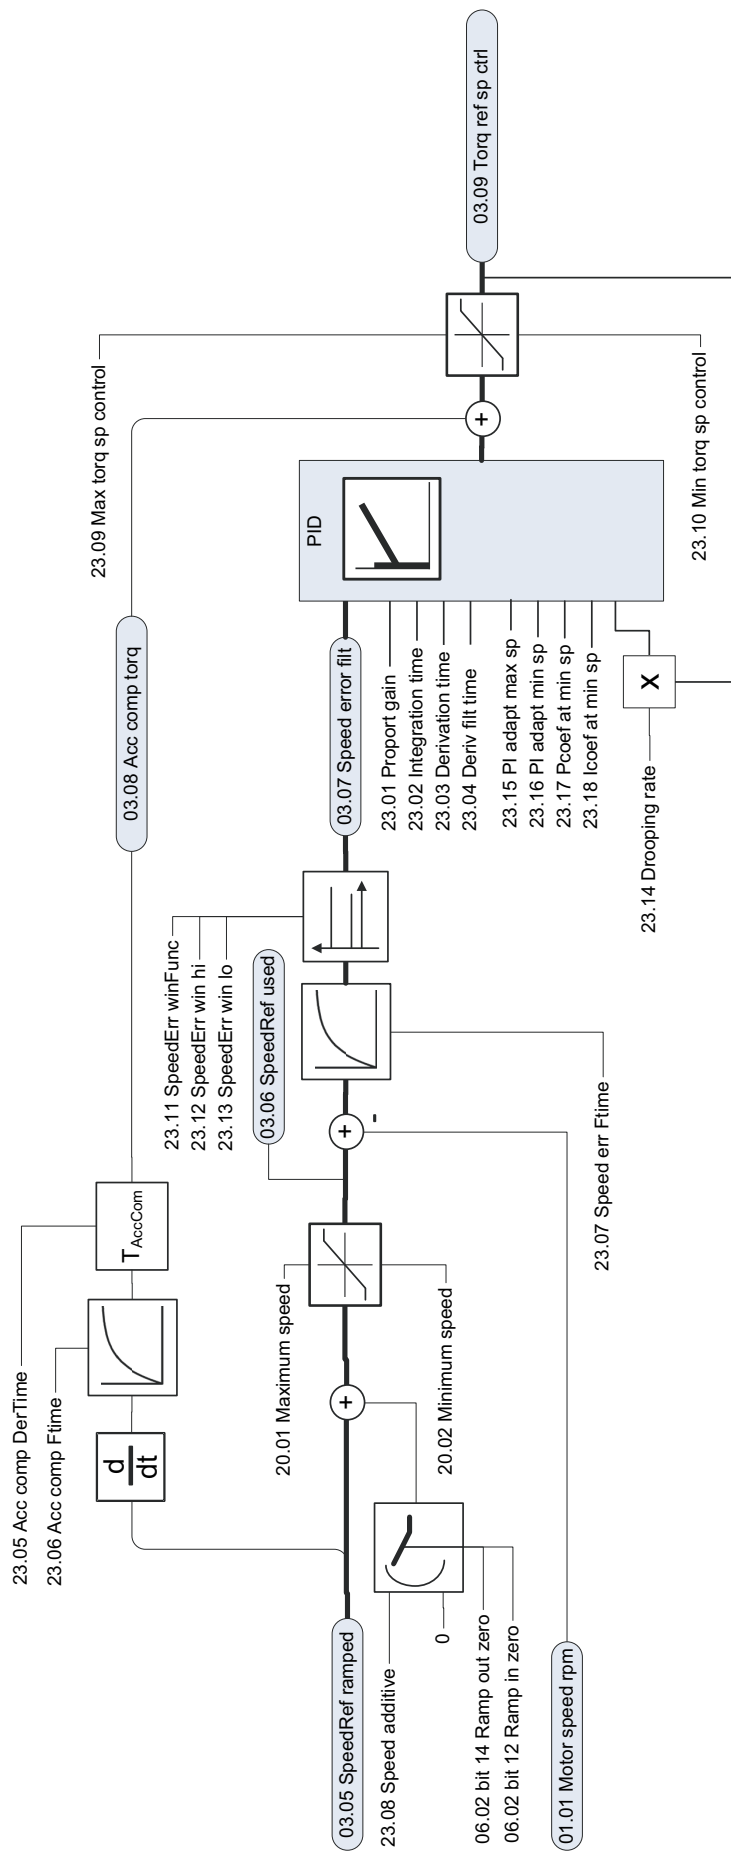 23.05 Acc comp DerTime
23.06 Acc comp Ftime
d
dt
TAccCom
03.08 Acc comp torq
23.09 Max torq sp control
23.11 SpeedErr winFunc
23.12 SpeedErr win hi
23.13 SpeedErr win lo
03.06 SpeedRef used
20.01 Maximum speed
03.05 SpeedRef ramped
+
+
-
03.07 Speed error filt
PID
+
03.09 Torq ref sp ctrl
23.08 Speed additive
0
20.02 Minimum speed
06.02 bit 14 Ramp out zero
06.02 bit 12 Ramp in zero
01.01 Motor speed rpm
23.07 Speed err Ftime
23.01 Proport gain
23.02 Integration time
23.03 Derivation time
23.04 Deriv filt time
23.15 PI adapt max sp
23.16 PI adapt min sp
23.17 Pcoef at min sp
23.18 Icoef at min sp
23.14 Drooping rate
X
23.10 Min torq sp control